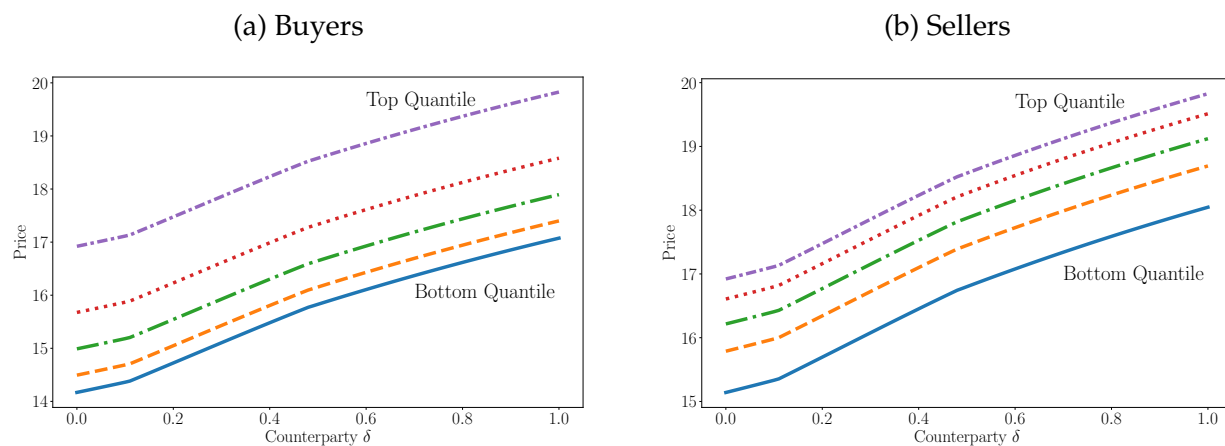 (a) Buyers
20
19
18
17
16
15
14
Price
Top Quantile
Bottom Quantile
0.0 0.2 0.4 0.6 0.8 1.0
Counterparty δ
(b) Sellers
20
19
18
17
16
15
Price
Top Quantile
Bottom Quantile
0.0 0.2 0.4 0.6 0.8 1.0
Counterparty δ